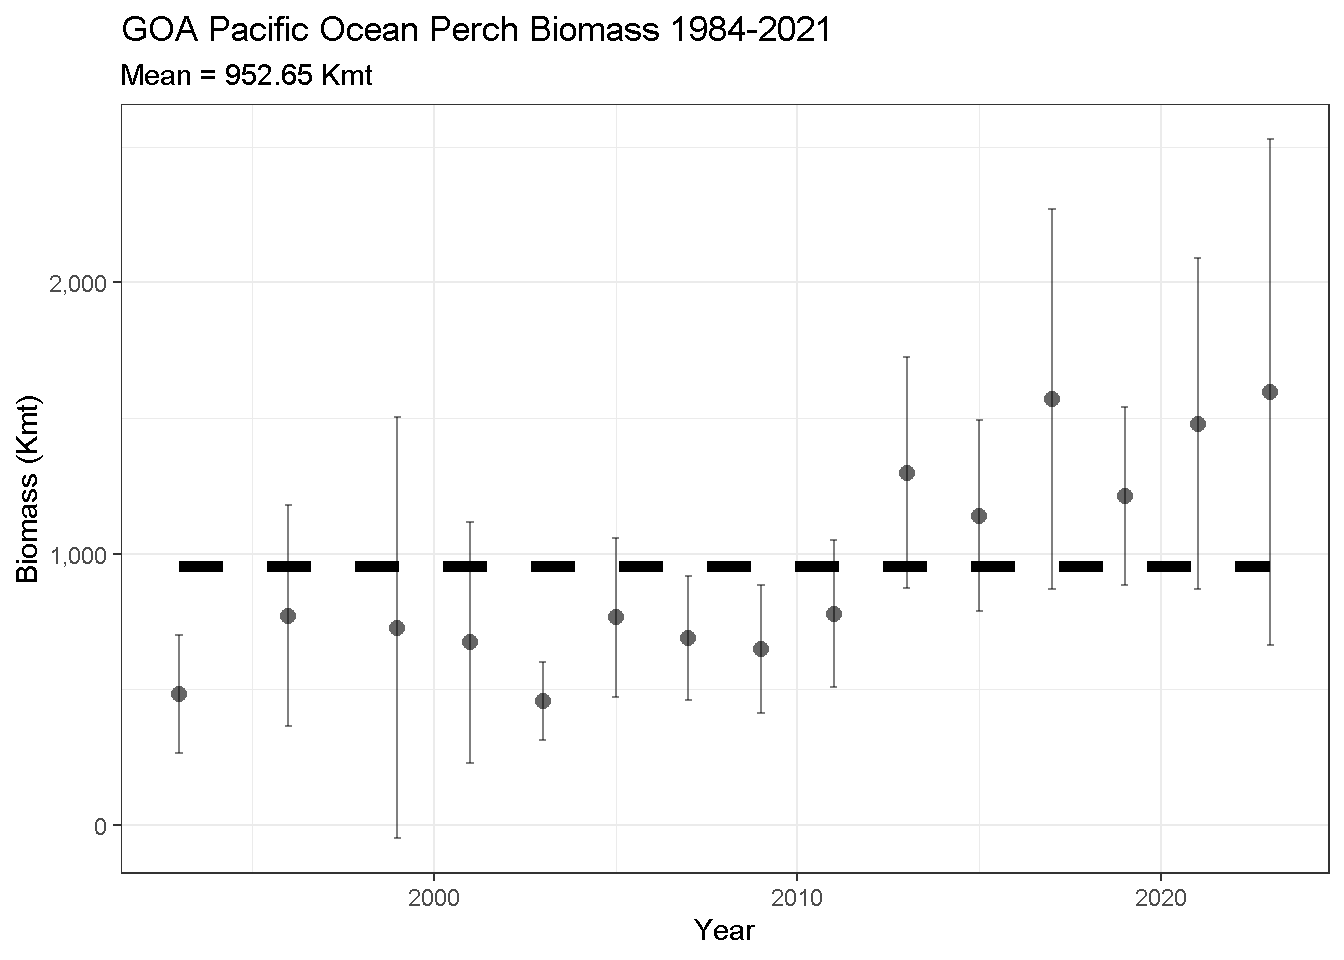 GOA Pacific Ocean Perch Biomass 1984-2021
Mean = 952.65 Kmt
Biomass (Kmt)
2,000
1,000
0
2000 2010 2020
Year